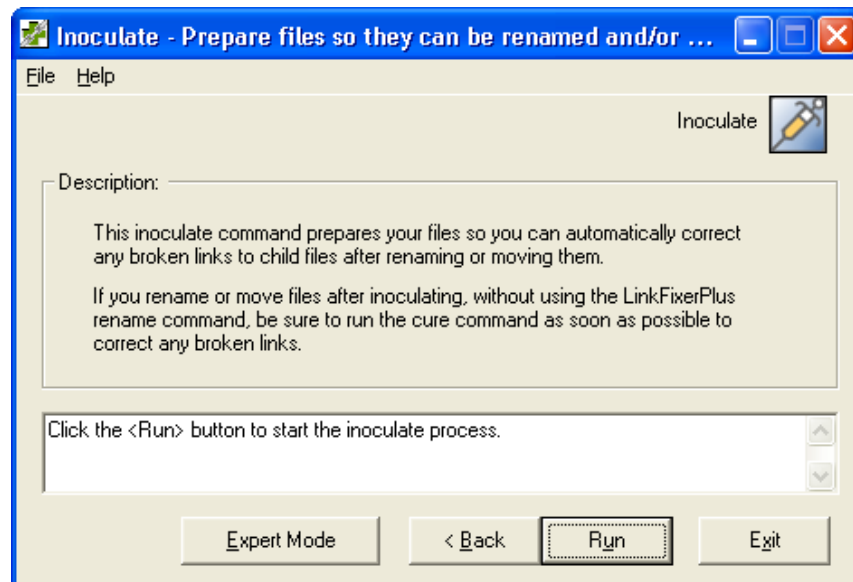 Inoculate - Prepare files so they can be renamed and/or ...
File Help
Inoculate
Description:
This inoculate command prepares your files so you can automatically correct
any broken links to child files after renaming or moving them.
If you rename or move files after inoculating, without using the LinkFixerPlus
rename command, be sure to run the cure command as soon as possible to
correct any broken links.
Click the <Run> button to start the inoculate process.
Expert Mode < Back Run Exit